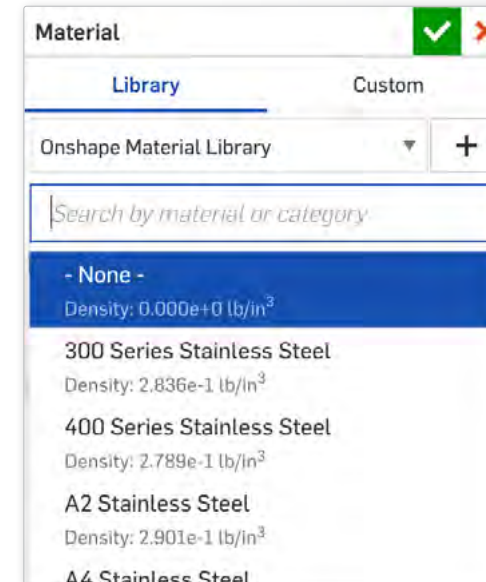 Material
Library Custom
Onshape Material Library
Search by material or category
- None -
Density: 0.000e+0 lb/in³
300 Series Stainless Steel
Density: 2.836e-1 lb/in³
400 Series Stainless Steel
Density: 2.789e-1 lb/in³
A2 Stainless Steel
Density: 2.901e-1 lb/in³
A4 Stainless Steel